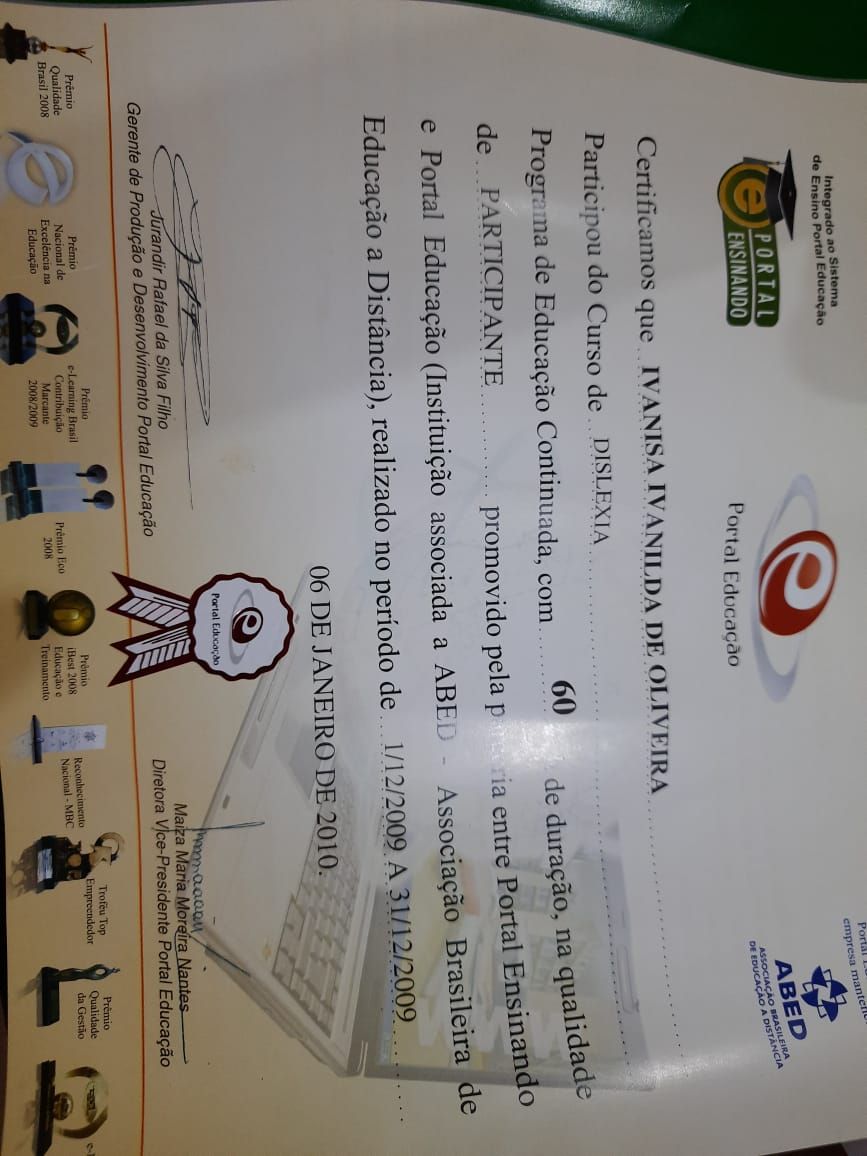 Integrado ao Sistema
de Ensino Portal Educação
PORTAL
ENSINANDO
Portal Educação
Portal
empresa
ABED
ASSOCIAÇÃO BRASILEIRA
DE EDUCAÇÃO A DISTÂNCIA
Certificamos que .. IVANISA IVANILDA DE OLIVEIRA
Participou do Curso de .. DISLEXIA
Programa de Educação Continuada, com ........ 60 . de duração, na qualidade
de .... PARTICIPANTE ........... promovido pela entre Portal Ensinando
e Portal Educação (Instituição associada a ABED - Associação Brasileira de
Educação a Distância), realizado no período de ... 1/12/2009 A 31/12/2009
06 DE JANEIRO DE 2010.
Portal Educação
Jurandir Rafael da Silva Filho
Gerente de Produção e Desenvolvimento Portal Educação
Maiza Maria Moreira Nantes
Diretora Vice-Presidente Portal Educação
Prêmio
Qualidade
Brasil 2008
Prêmio
Nacional de
Excelência na
Educação
Prêmio
e-Learning Brasil
Contribuição
Marcante
2008/2009
Prêmio Eco
2008
Prêmio
iBest 2008
Educação e
Treinamento
Reconhecimento
Nacional - MBC
Troféu Top
Empreendedor
Prêmio
Qualidade
da Gestão